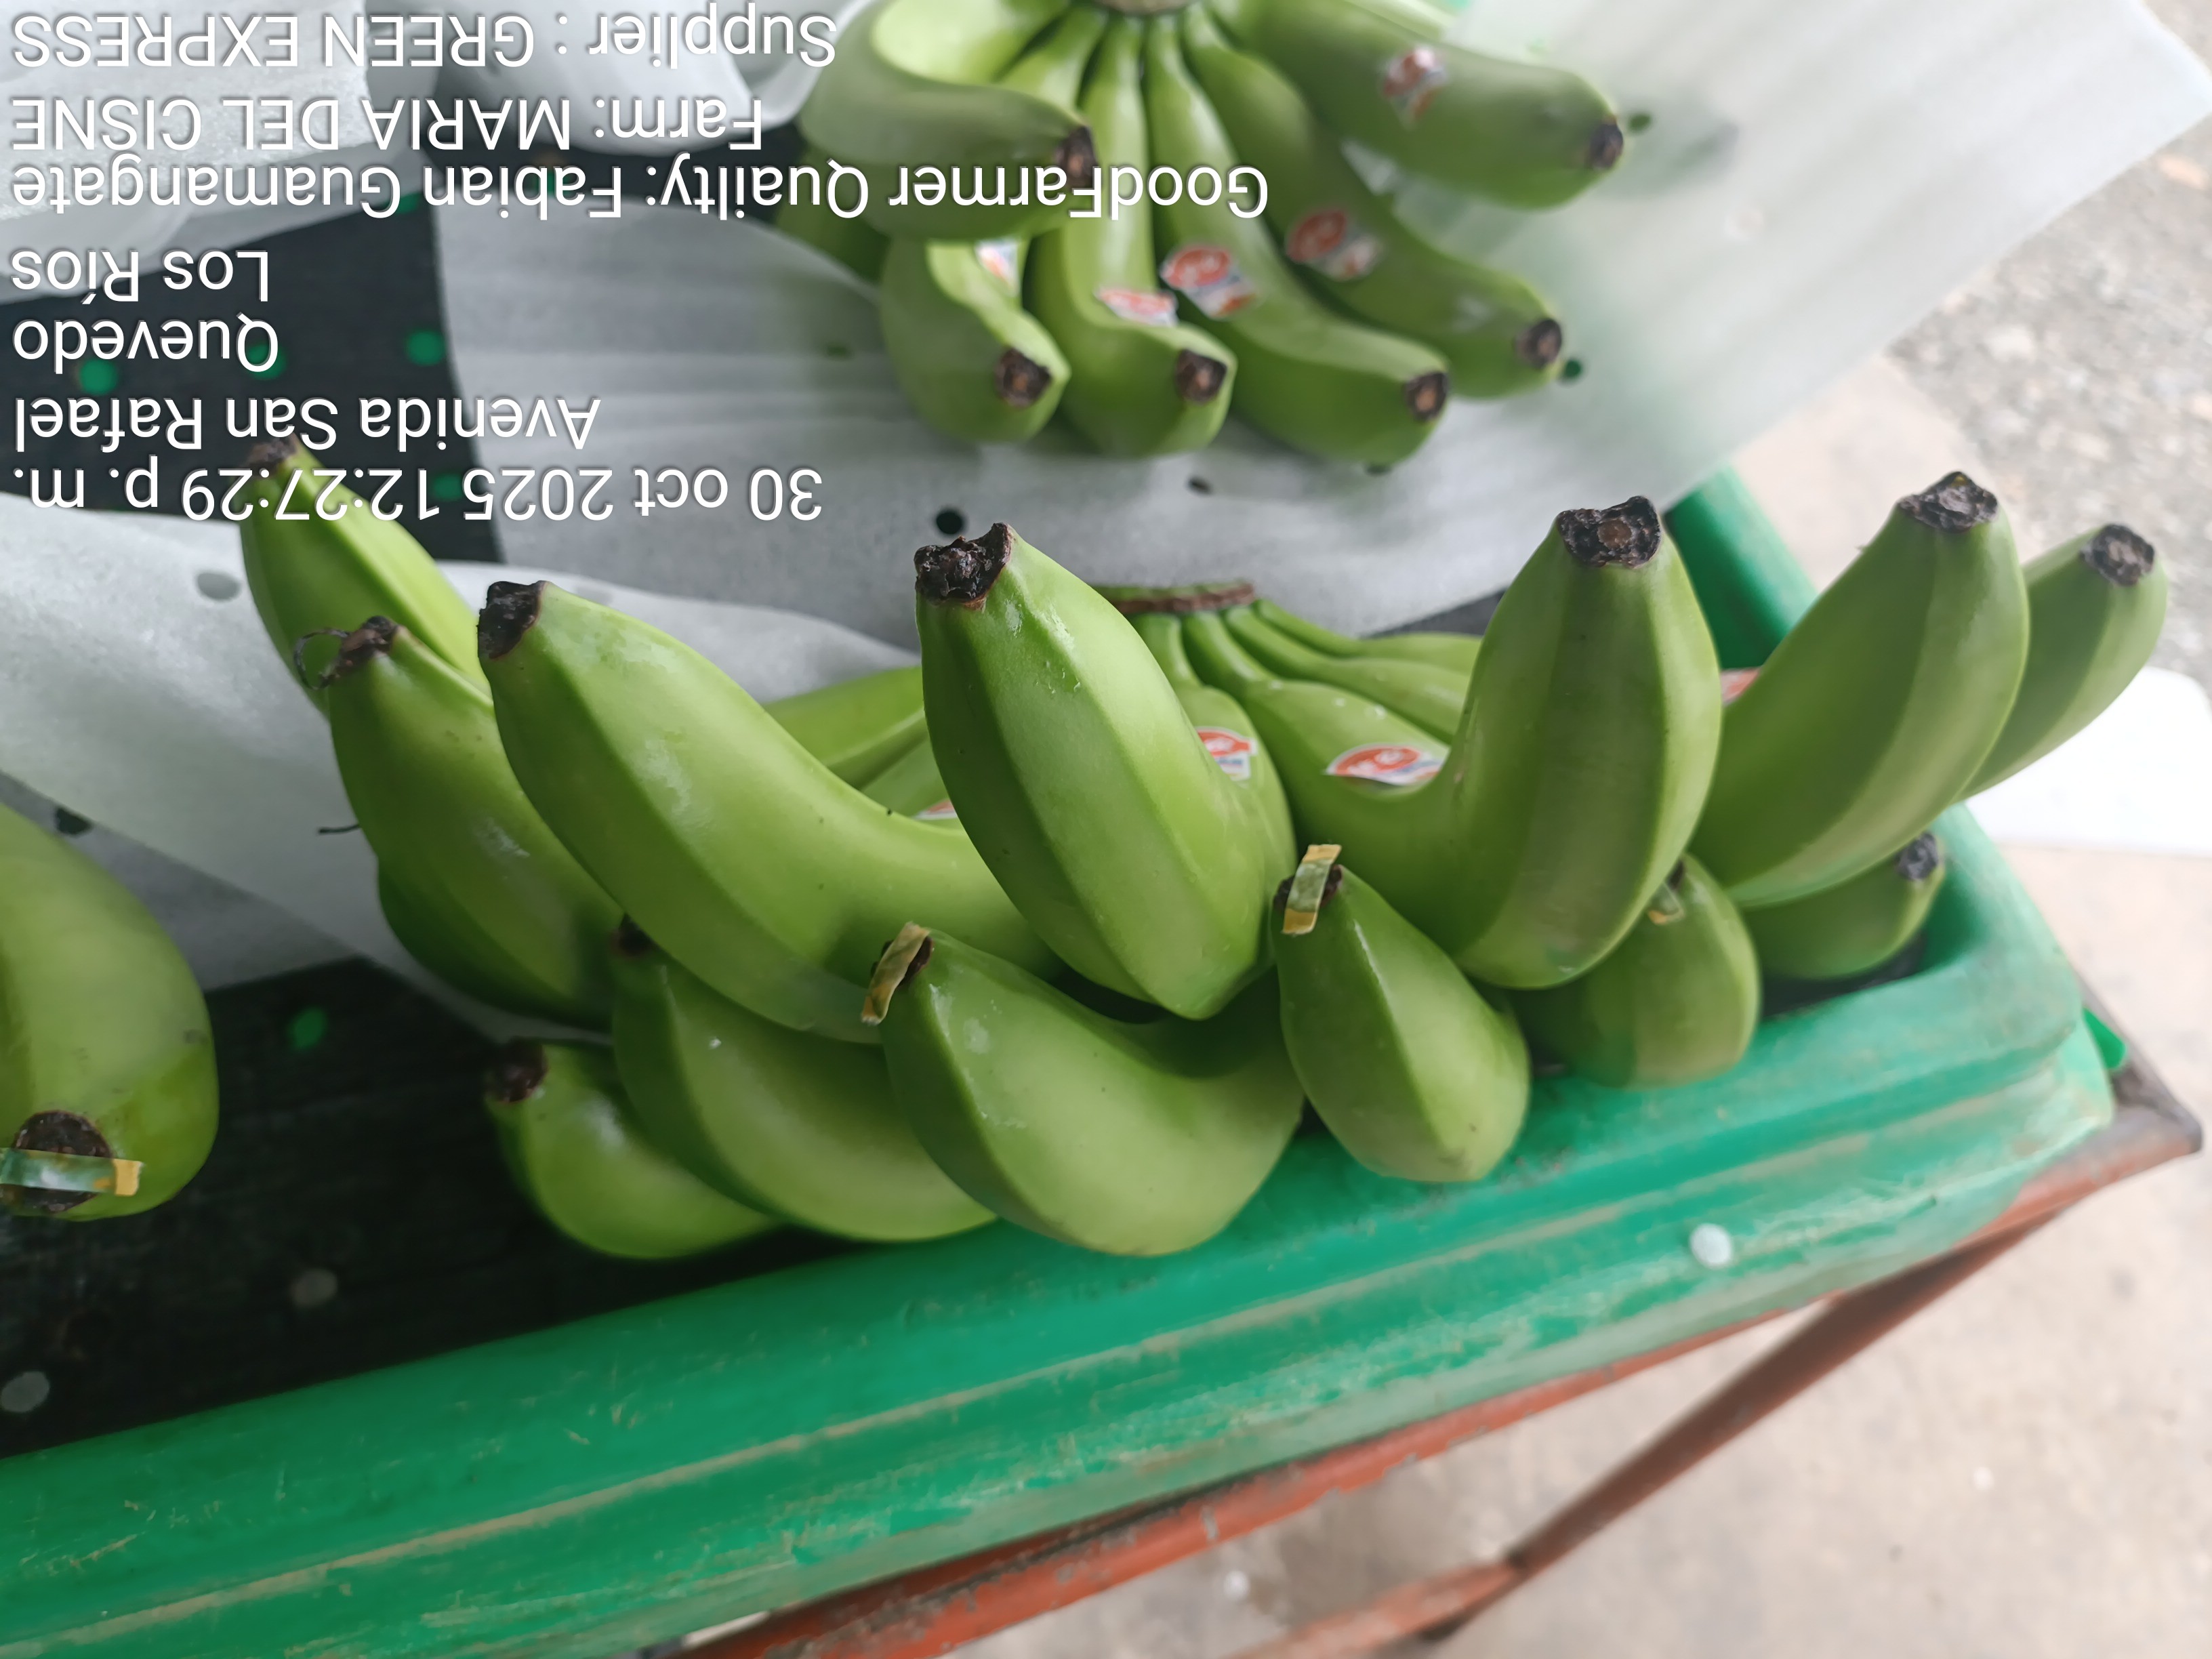 30 oct 2025 12:27:29 p. m.
Avenida San Rafael
Quevedo
Los Ríos
GoodFarmer Quailty: Fabian Guamangate
Farm: MARIA DEL CISNE
Supplier : GREEN EXPRESS